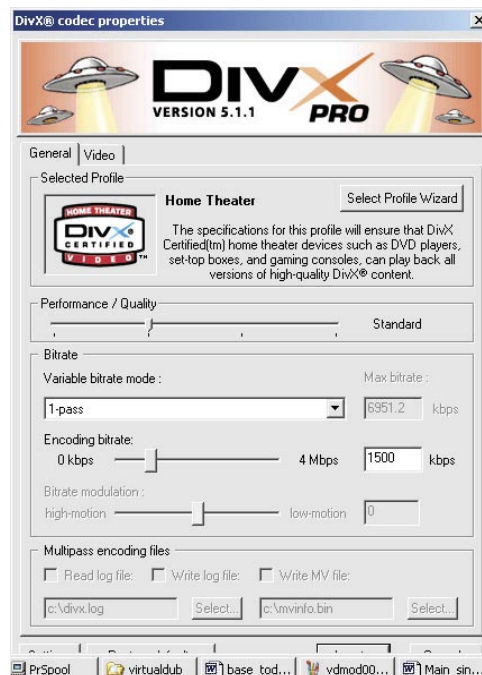 DivX® codec properties
DIVX
VERSION 5.1.1
PRO
General
Video
Selected Profile
HOME THEATER
DIVX
CERTIFIED
VIDEO
TM
Home Theater
Select Profile Wizard
The specifications for this profile will ensure that DivX
Certified(tm) home theater devices such as DVD players,
set-top boxes, and gaming consoles, can play back all
versions of high-quality DivX® content.
Performance / Quality
Standard
Bitrate
Variable bitrate mode :
Max bitrate :
1-pass
6951.2
kbps
Encoding bitrate:
0 kbps
4 Mbps
1500
kbps
Bitrate modulation :
high-motion
low-motion
0
Multipass encoding files
Read log file:
Write log file:
Write MV file:
c:\divx.log
Select...
c:\mvinfo.bin
Select...
PrSpool
virtualdub
base_tod...
vdmod00...
Main_sin...